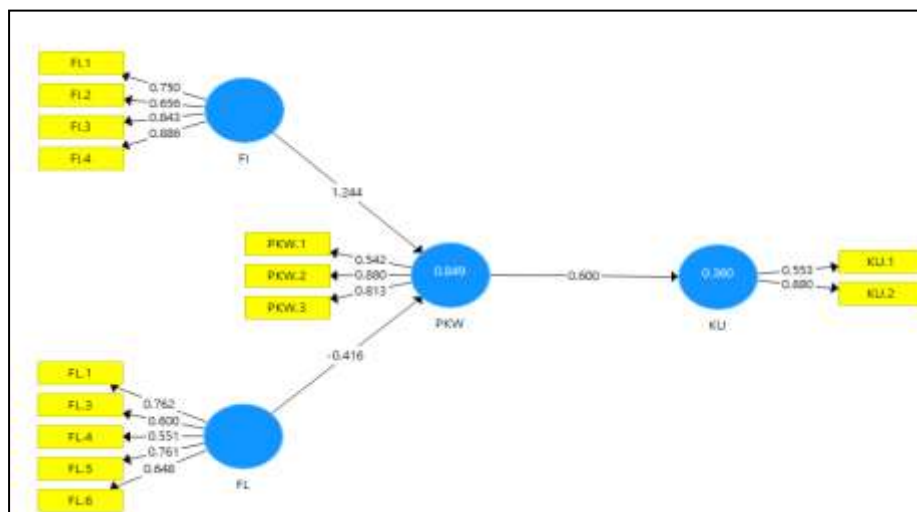 FI.1
FI.2
FI.3
FI.4
0.750
0.656
0.843
0.886
FI
1.244
PKW.1
PKW.2
PKW.3
0.542
0.880
0.813
0.849
PKW
0.600
0.360
KU
0.553
0.880
KU.1
KU.2
-0.416
FL.1
FL.3
FL.4
FL.5
FL.6
0.762
0.600
0.551
0.761
0.648
FL